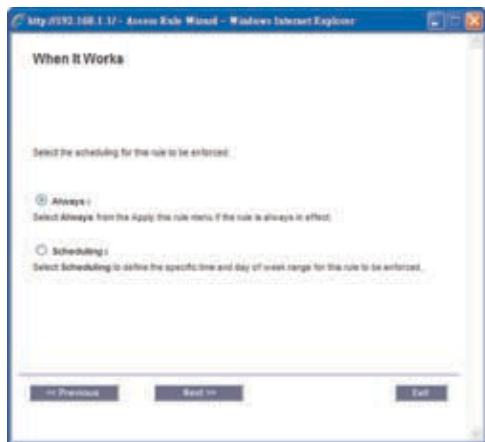 http://192.168.1.1/ - Access Rule Wizard - Windows Internet Explorer
When It Works
Select the scheduling for this rule to be enforced.
Always :
Select Always from the Apply this rule menu if the rule is always in effect.
Scheduling :
Select Scheduling to define the specific time and day of week range for this rule to be enforced.
<< Previous
Next >>
Exit